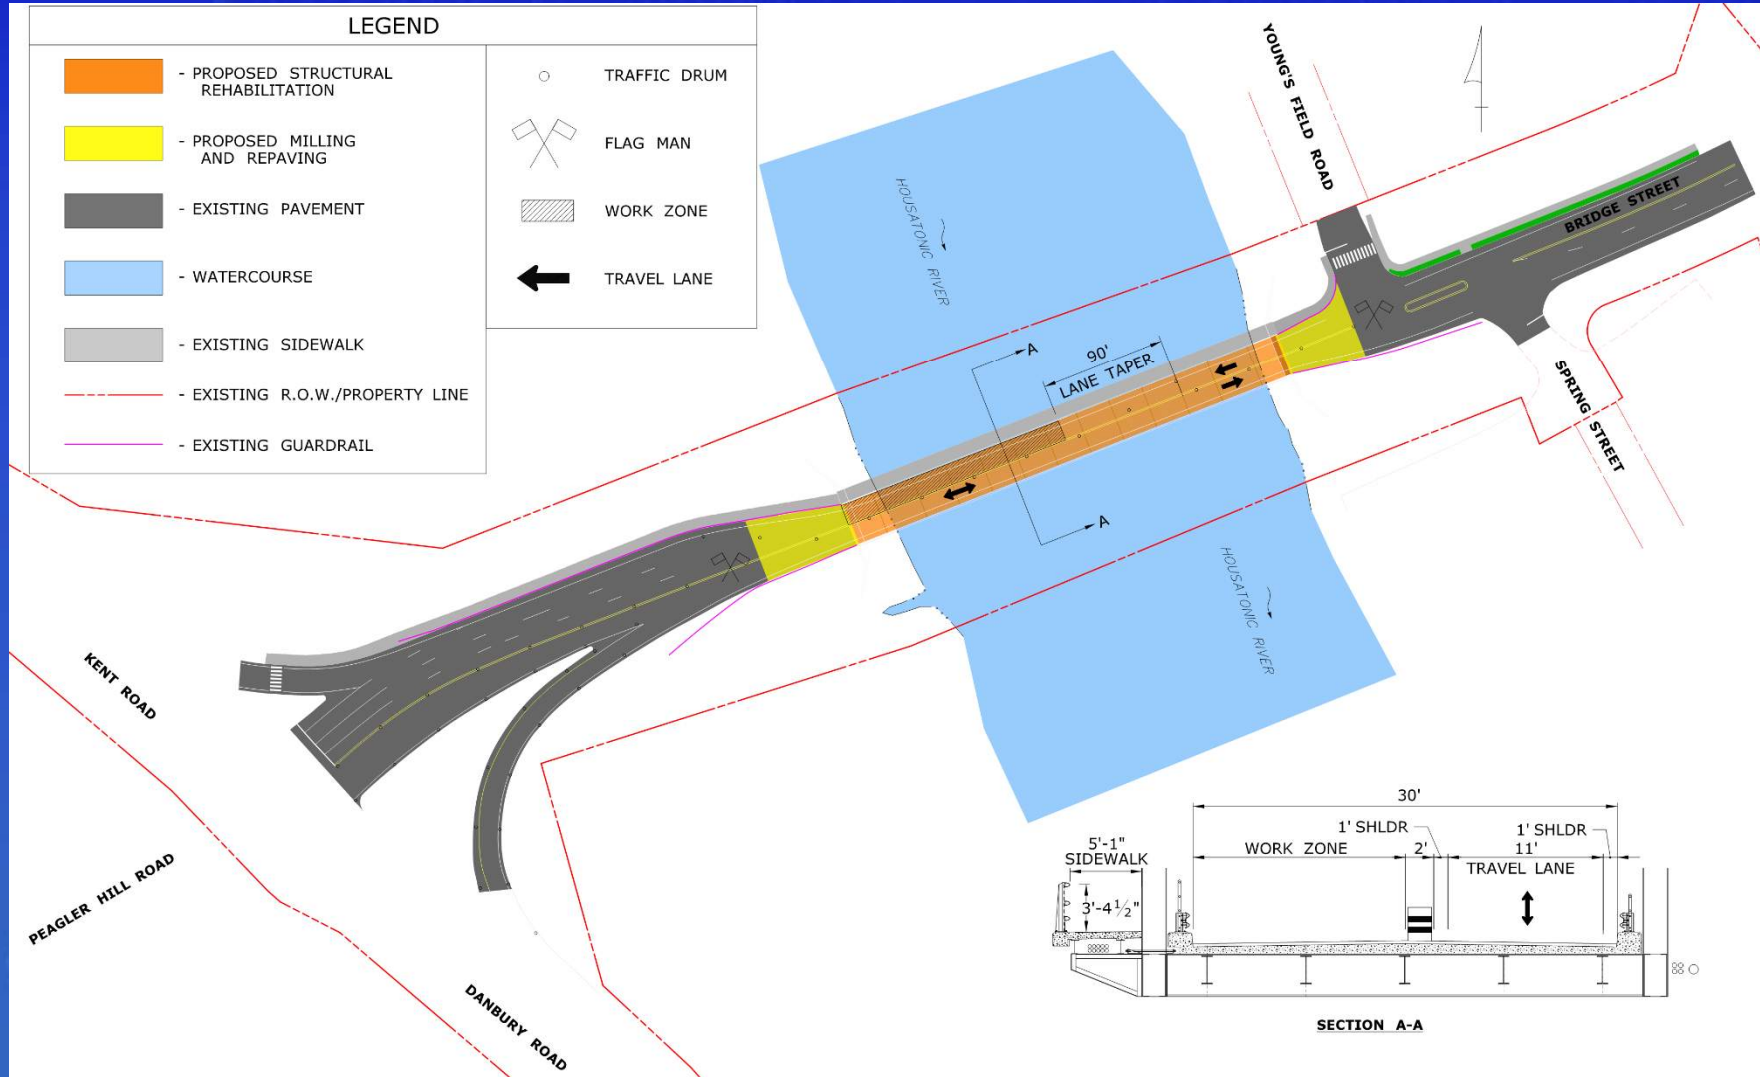 LEGEND
- PROPOSED STRUCTURAL
REHABILITATION
- PROPOSED MILLING
AND REPAVING
- EXISTING PAVEMENT
- WATERCOURSE
- EXISTING SIDEWALK
- EXISTING R.O.W./PROPERTY LINE
- EXISTING GUARDRAIL
TRAFFIC DRUM
FLAG MAN
WORK ZONE
TRAVEL LANE
YOUNG'S FIELD ROAD
BRIDGE STREET
SPRING STREET
HOUSATONIC RIVER
A
90'
LANE TAPER
A
HOUSATONIC RIVER
KENT ROAD
PEAGLER HILL ROAD
DANBURY ROAD
30'
1' SHLDR
1' SHLDR
5'-1"
SIDEWALK
WORK ZONE
2'
11'
TRAVEL LANE
3'-4½"
SECTION A-A